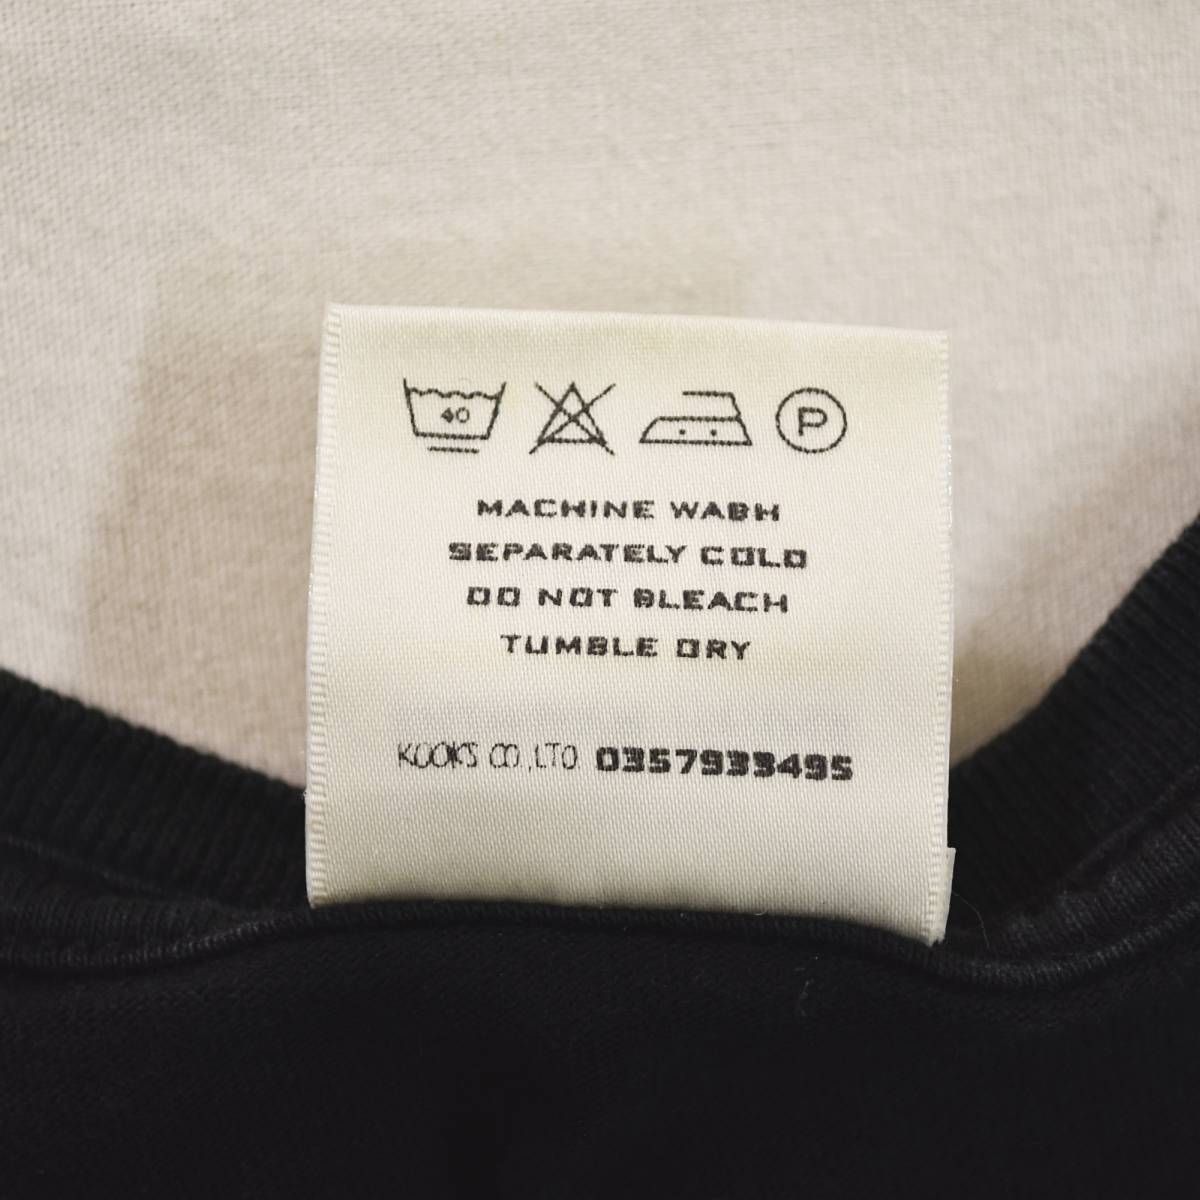 40 P
MACHINE WASH
SEPARATELY COLD
DO NOT BLEACH
TUMBLE DRY
KOOKS CO.,LTD 0357933495